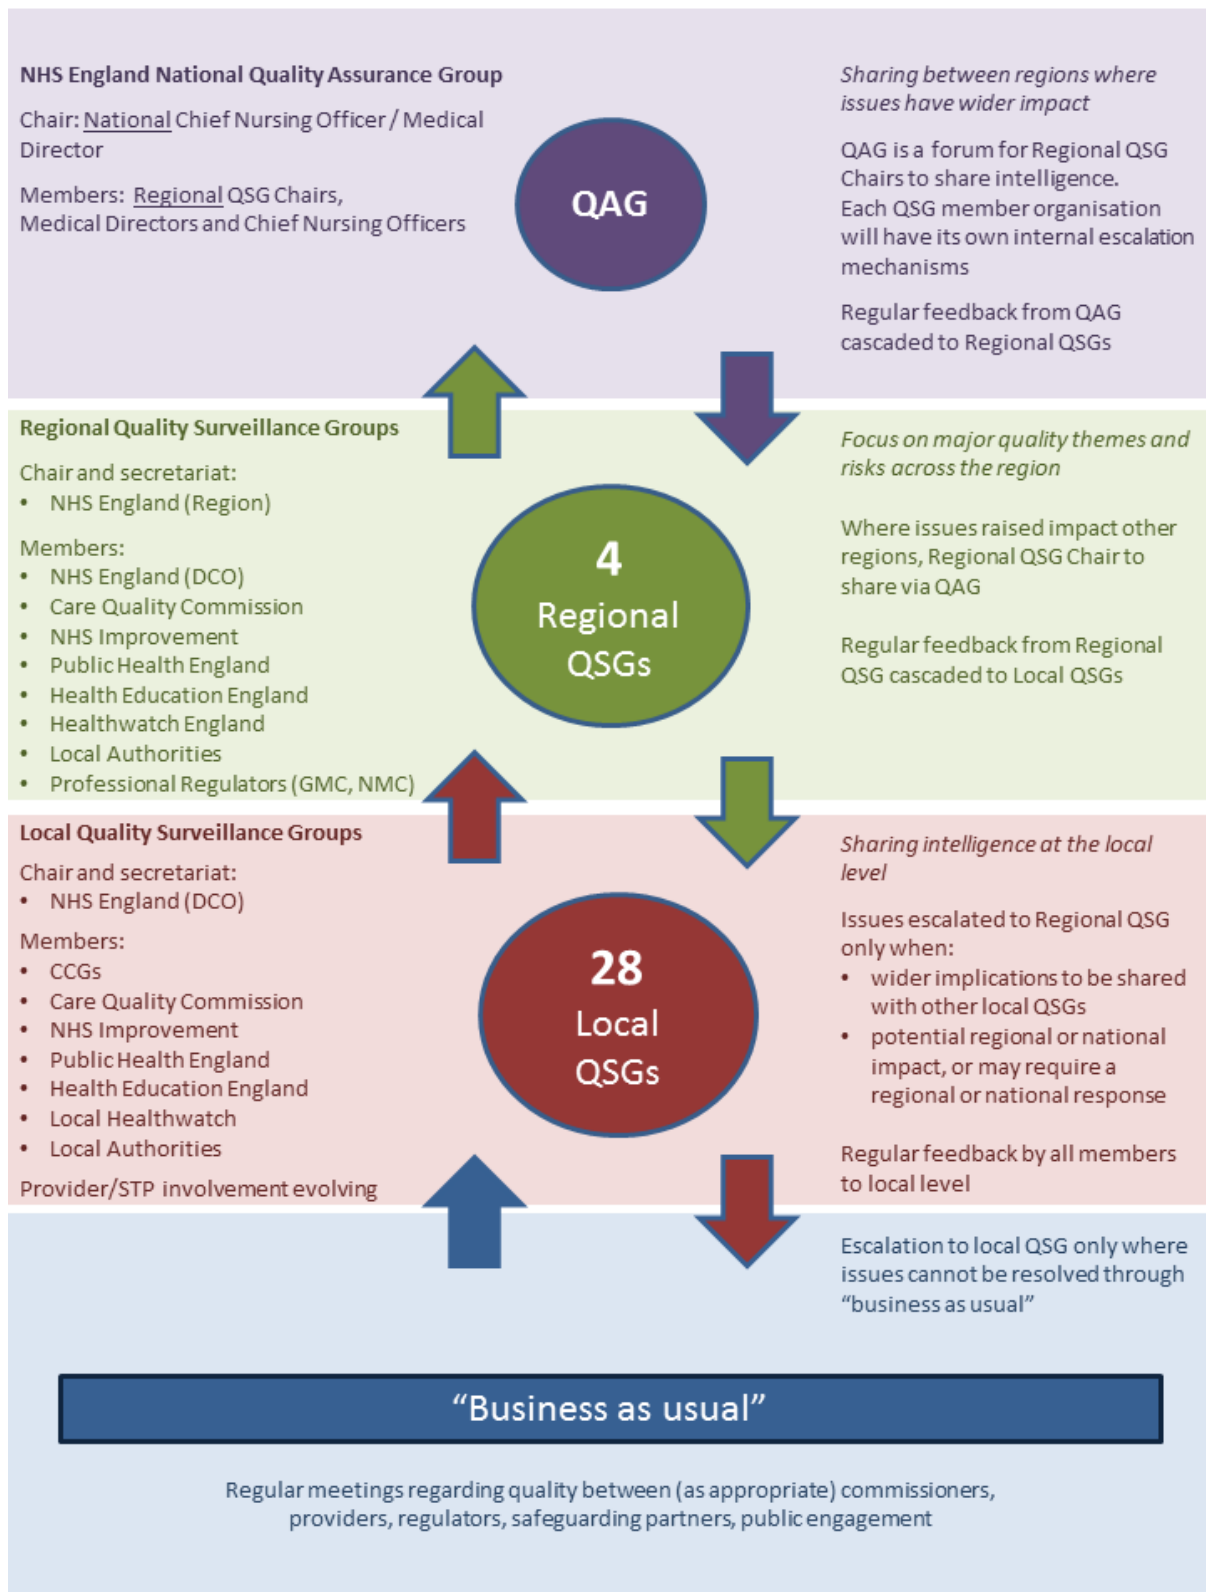 NHS England National Quality Assurance Group
Chair: National Chief Nursing Officer / Medical
Director
Members: Regional QSG Chairs,
Medical Directors and Chief Nursing Officers
QAG
Sharing between regions where
issues have wider impact
QAG is a forum for Regional QSG
Chairs to share intelligence.
Each QSG member organisation
will have its own internal escalation
mechanisms
Regular feedback from QAG
cascaded to Regional QSGs
Regional Quality Surveillance Groups
Chair and secretariat:
• NHS England (Region)
Members:
• NHS England (DCO)
• Care Quality Commission
• NHS Improvement
• Public Health England
• Health Education England
• Healthwatch England
• Local Authorities
• Professional Regulators (GMC, NMC)
4
Regional
QSGs
Focus on major quality themes and
risks across the region
Where issues raised impact other
regions, Regional QSG Chair to
share via QAG
Regular feedback from Regional
QSG cascaded to Local QSGs
Local Quality Surveillance Groups
Chair and secretariat:
• NHS England (DCO)
Members:
• CCGs
• Care Quality Commission
• NHS Improvement
• Public Health England
• Health Education England
• Local Healthwatch
• Local Authorities
Provider/STP involvement evolving
28
Local
QSGs
Sharing intelligence at the local
level
Issues escalated to Regional QSG
only when:
• wider implications to be shared
with other local QSGs
• potential regional or national
impact, or may require a
regional or national response
Regular feedback by all members
to local level
Escalation to local QSG only where
issues cannot be resolved through
“business as usual”
“Business as usual”
Regular meetings regarding quality between (as appropriate) commissioners,
providers, regulators, safeguarding partners, public engagement